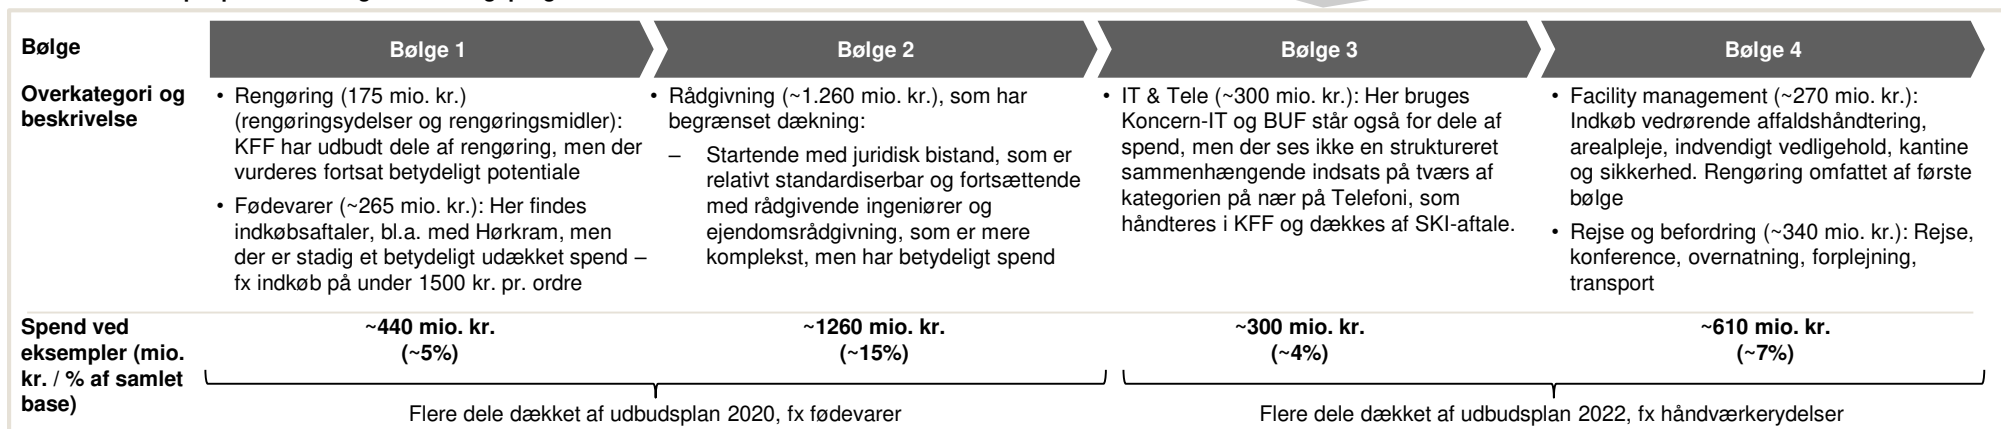 Bølge
Bølge 1
Bølge 2
Bølge 3
Bølge 4
Overkategori og
beskrivelse
• Rengøring (175 mio. kr.)
(rengøringsydelser og rengøringsmidler):
KFF har udbudt dele af rengøring, men der
vurderes fortsat betydeligt potentiale
• Fødevarer (~265 mio. kr.): Her findes
indkøbsaftaler, bl.a. med Hørkram, men
der er stadig et betydeligt udækket spend –
fx indkøb på under 1500 kr. pr. ordre
• Rådgivning (~1.260 mio. kr.), som har
begrænset dækning:
– Startende med juridisk bistand, som er
relativt standardiserbar og fortsættende
med rådgivende ingeniører og
ejendomsrådgivning, som er mere
komplekst, men har betydeligt spend
• IT & Tele (~300 mio. kr.): Her bruges
Koncern-IT og BUF står også for dele af
spend, men der ses ikke en struktureret
sammenhængende indsats på tværs af
kategorien på nær på Telefoni, som
håndteres i KFF og dækkes af SKI-aftale.
• Facility management (~270 mio. kr.):
Indkøb vedrørende affaldshåndtering,
arealpleje, indvendigt vedligehold, kantine
og sikkerhed. Rengøring omfattet af første
bølge
• Rejse og befordring (~340 mio. kr.): Rejse,
konference, overnatning, forplejning,
transport
Spend ved
eksempler (mio.
kr. / % af samlet
base)
~440 mio. kr.
(~5%)
~1260 mio. kr.
(~15%)
~300 mio. kr.
(~4%)
~610 mio. kr.
(~7%)
Flere dele dækket af udbudsplan 2020, fx fødevarer
Flere dele dækket af udbudsplan 2022, fx håndværkerydelser